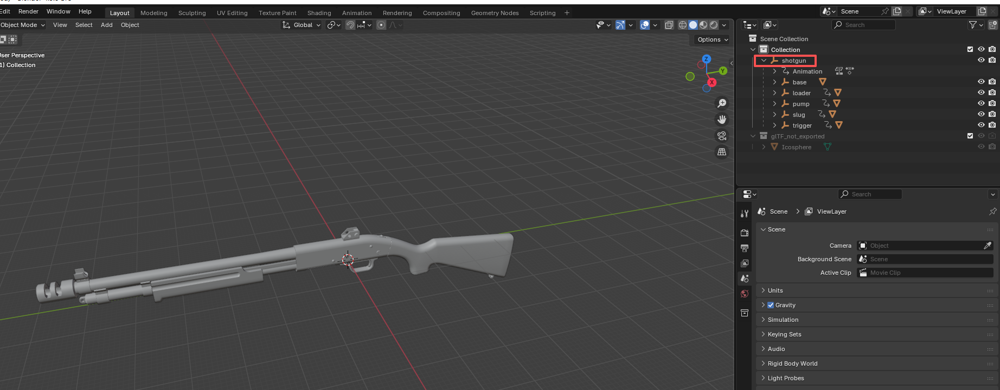 Edit Render Window Help Layout Modeling Sculpting UV Editing Texture Paint Shading Animation Rendering Compositing Geometry Nodes Scripting + Scene ViewLayer
Object Mode View Select Add Object Global
Options
User Perspective
1) Collection
Z
Y
X
Search
Scene Collection
Collection
shotgun
Animation
base
loader
pump
slug
trigger
glTF_not_exported
Icosphere
Search
Scene > ViewLayer
Scene
Camera Object
Background Scene Scene
Active Clip Movie Clip
Units
Gravity
Simulation
Keying Sets
Audio
Rigid Body World
Light Probes